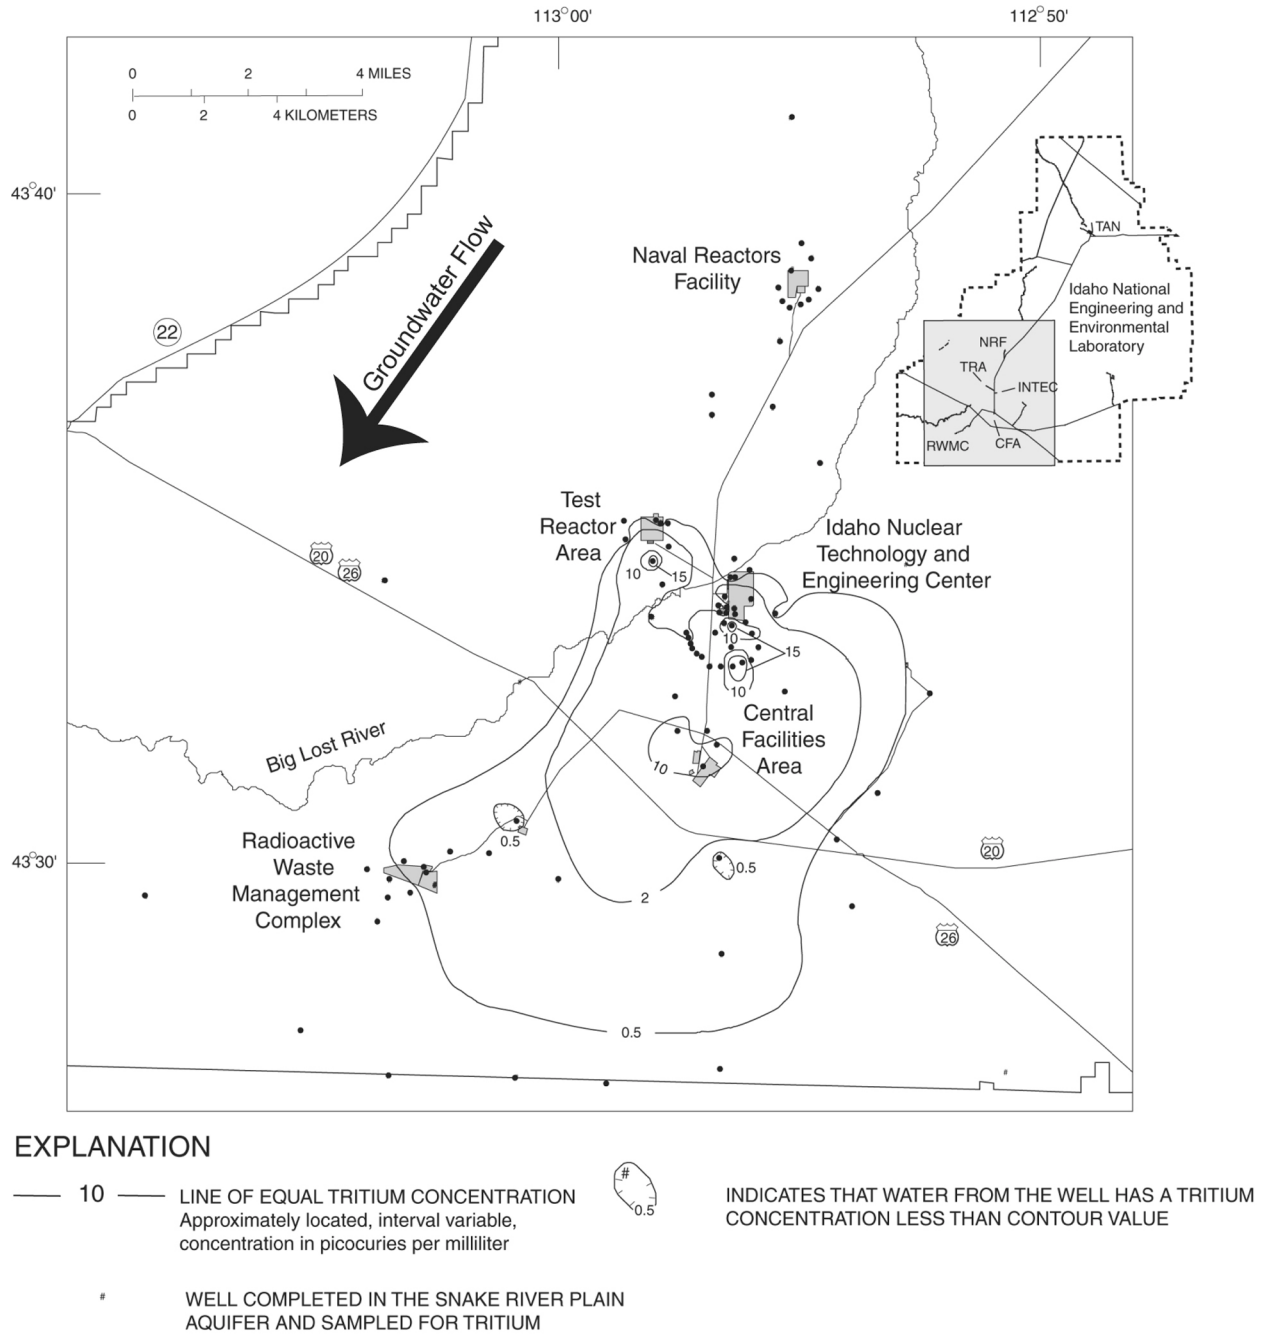 113°00'
112°50'
0 2 4 MILES
0 2 4 KILOMETERS
43°40'
Groundwater Flow
22
Naval Reactors
Facility
TAN
Idaho National
Engineering and
Environmental
Laboratory
NRF
TRA
INTEC
RWMC
CFA
Test
Reactor
Area
Idaho Nuclear
Technology and
Engineering Center
20
26
10
15
10
15
10
Central
Facilities
Area
10
Big Lost River
0.5
0.5
43°30'
Radioactive
Waste
Management
Complex
20
2
26
0.5
#
EXPLANATION
10
LINE OF EQUAL TRITIUM CONCENTRATION
Approximately located, interval variable,
concentration in picocuries per milliliter
#
0.5
INDICATES THAT WATER FROM THE WELL HAS A TRITIUM
CONCENTRATION LESS THAN CONTOUR VALUE
#
WELL COMPLETED IN THE SNAKE RIVER PLAIN
AQUIFER AND SAMPLED FOR TRITIUM